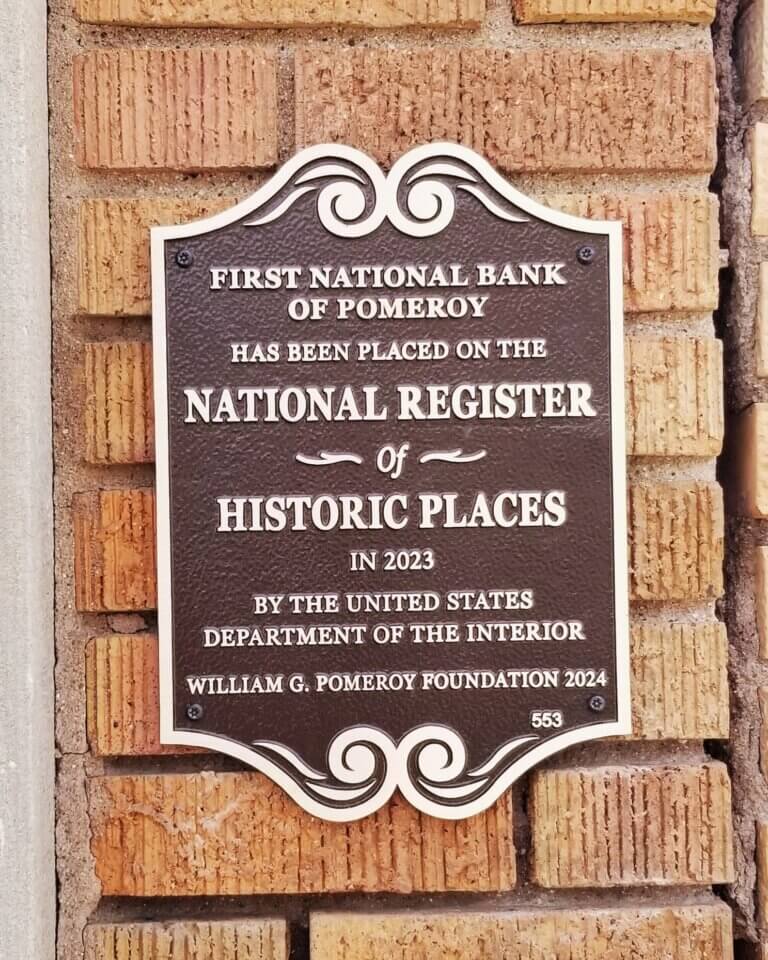 FIRST NATIONAL BANK
OF POMEROY
HAS BEEN PLACED ON THE
NATIONAL REGISTER
Of
HISTORIC PLACES
IN 2023
BY THE UNITED STATES
DEPARTMENT OF THE INTERIOR
WILLIAM G. POMEROY FOUNDATION 2024
553